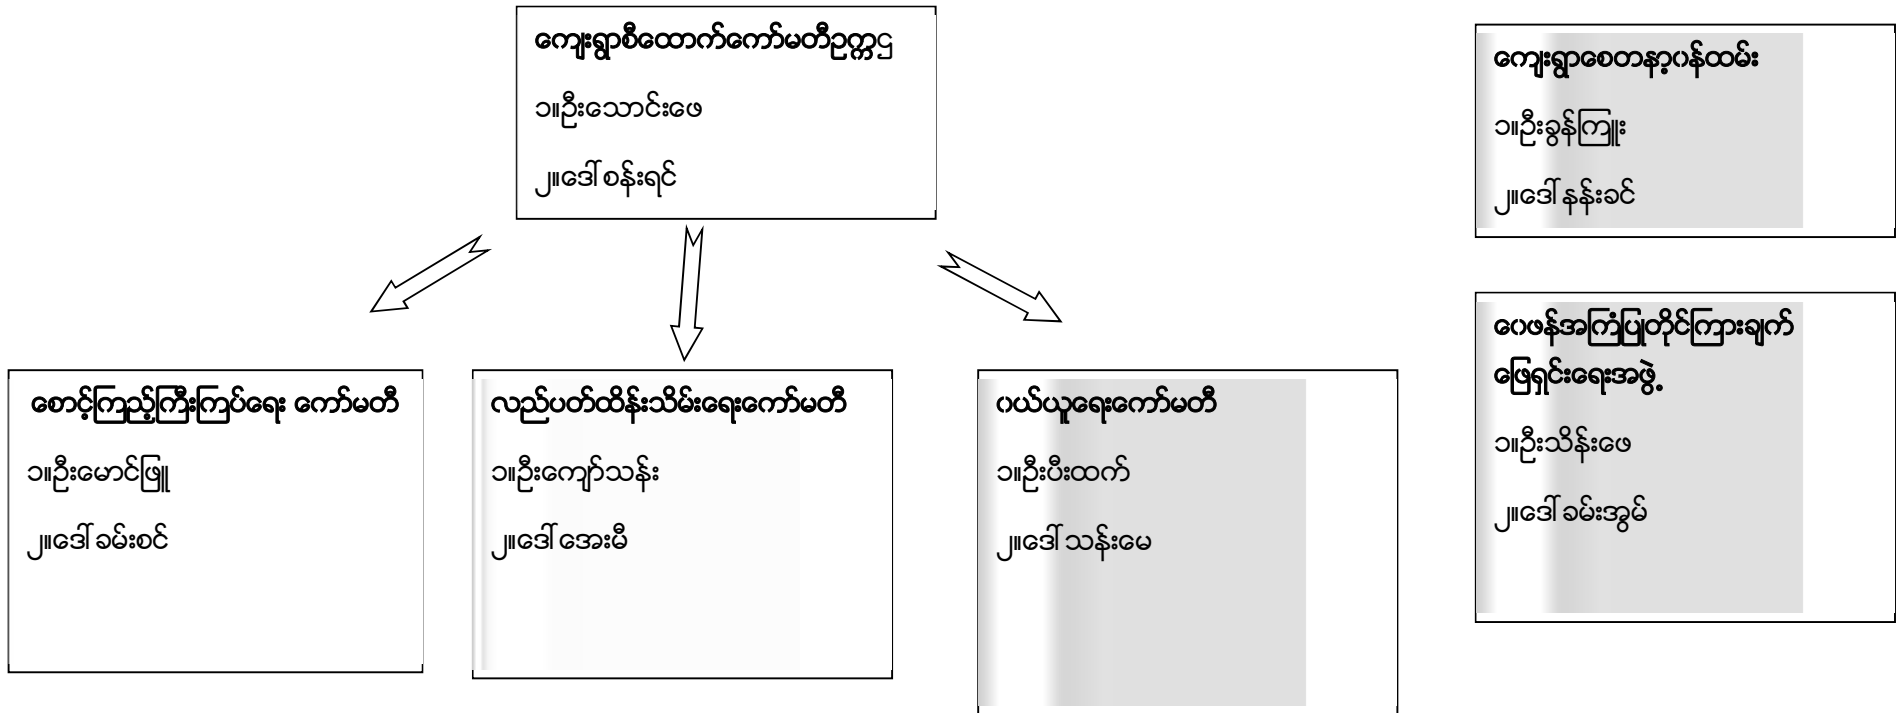 ကျေးရွာစီထောက်ကော်မတီဥက္ကဌ
၁။ဦးသောင်းဖေ
၂။ဒေါ်စန်းရင်
ကျေးရွာစေတနာ့ဝန်ထမ်း
၁။ဦးခွန်ကြူး
၂။ဒေါ်နန်းခင်
ဝေဖန်အကြံပြုတိုင်ကြားချက်
ဖြေရှင်းရေးအဖွဲ့
၁။ဦးသိန်းဖေ
၂။ဒေါ်ခမ်းအွမ်
စောင့်ကြည့်ကြီးကြပ်ရေး ကော်မတီ
၁။ဦးမောင်ဖြူ
၂။ဒေါ်ခမ်းစင်
လည်ပတ်ထိန်းသိမ်းရေးကော်မတီ
၁။ဦးကျော်သန်း
၂။ဒေါ်အေးမီ
ဝယ်ယူရေးကော်မတီ
၁။ဦးပီးထက်
၂။ဒေါ်သန်းမေ